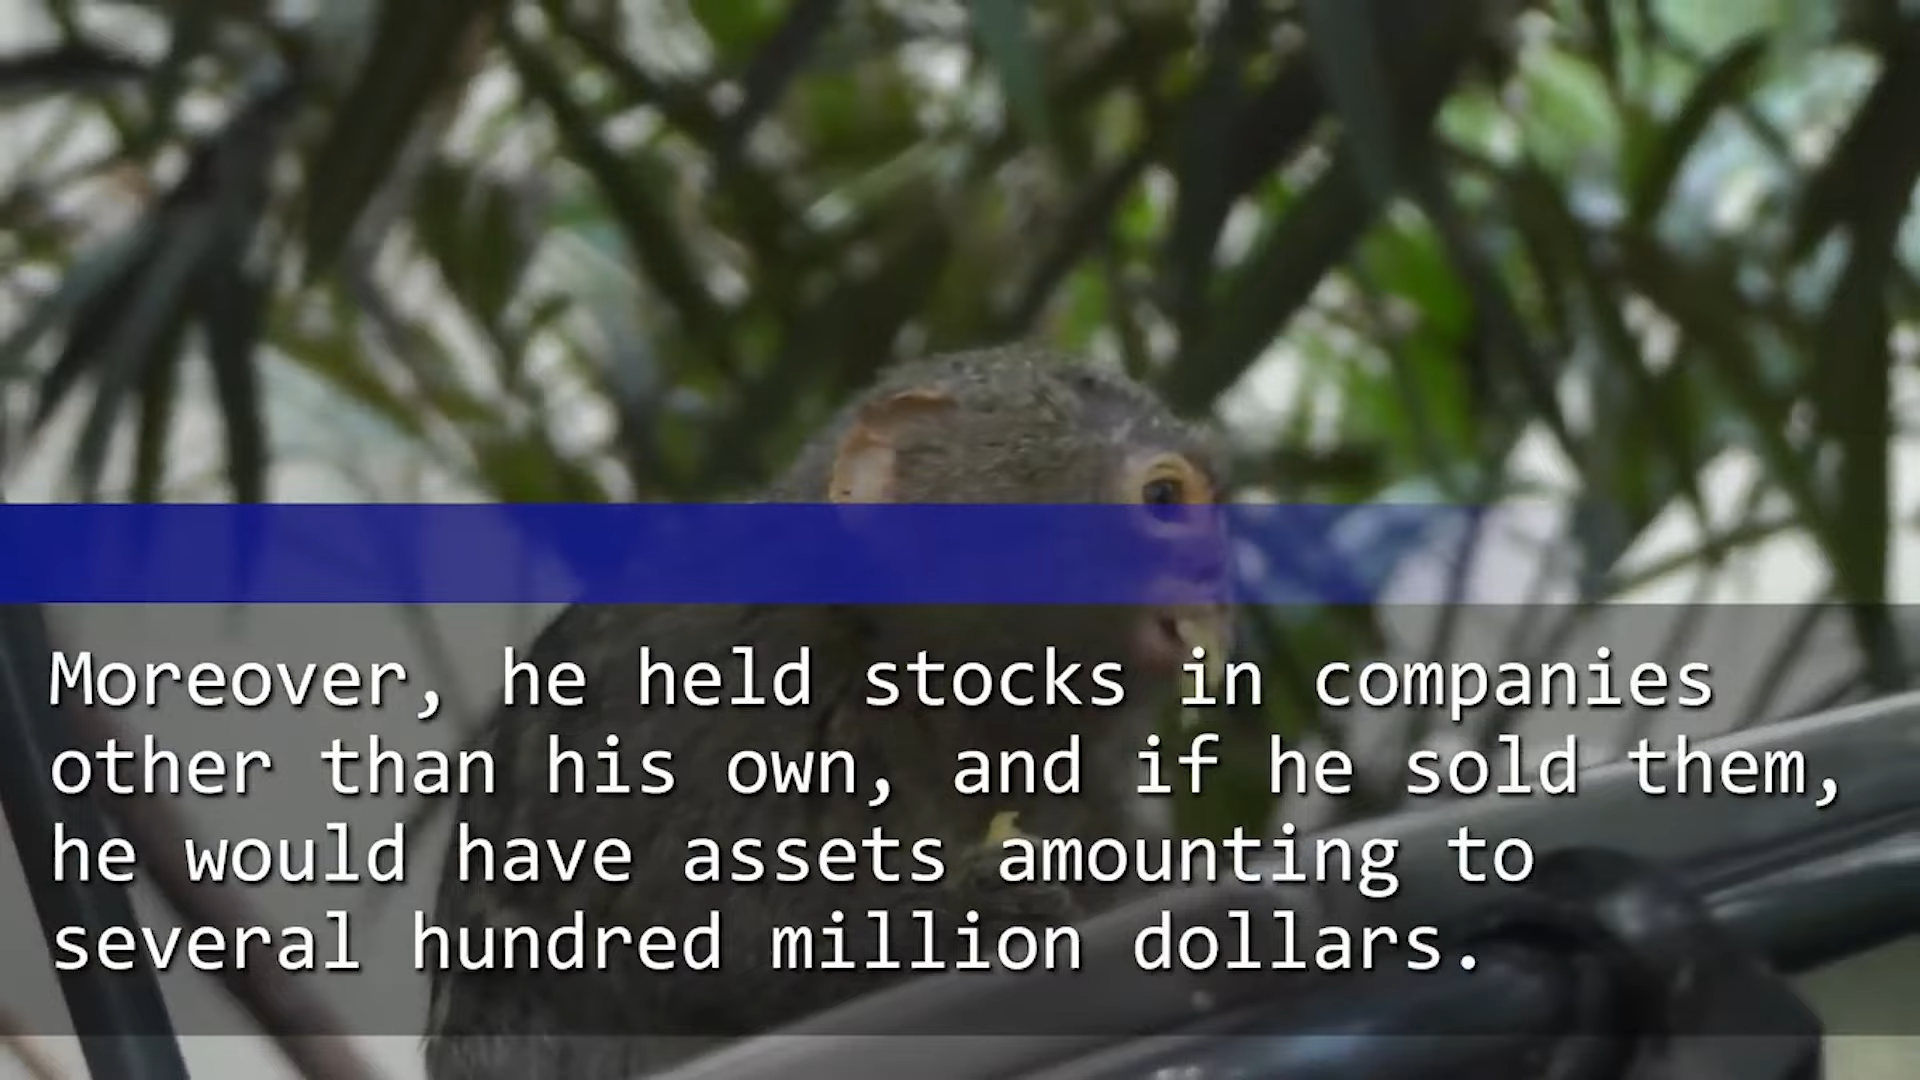 Moreover, he held stocks in companies
other than his own, and if he sold them,
he would have assets amounting to
several hundred million dollars.